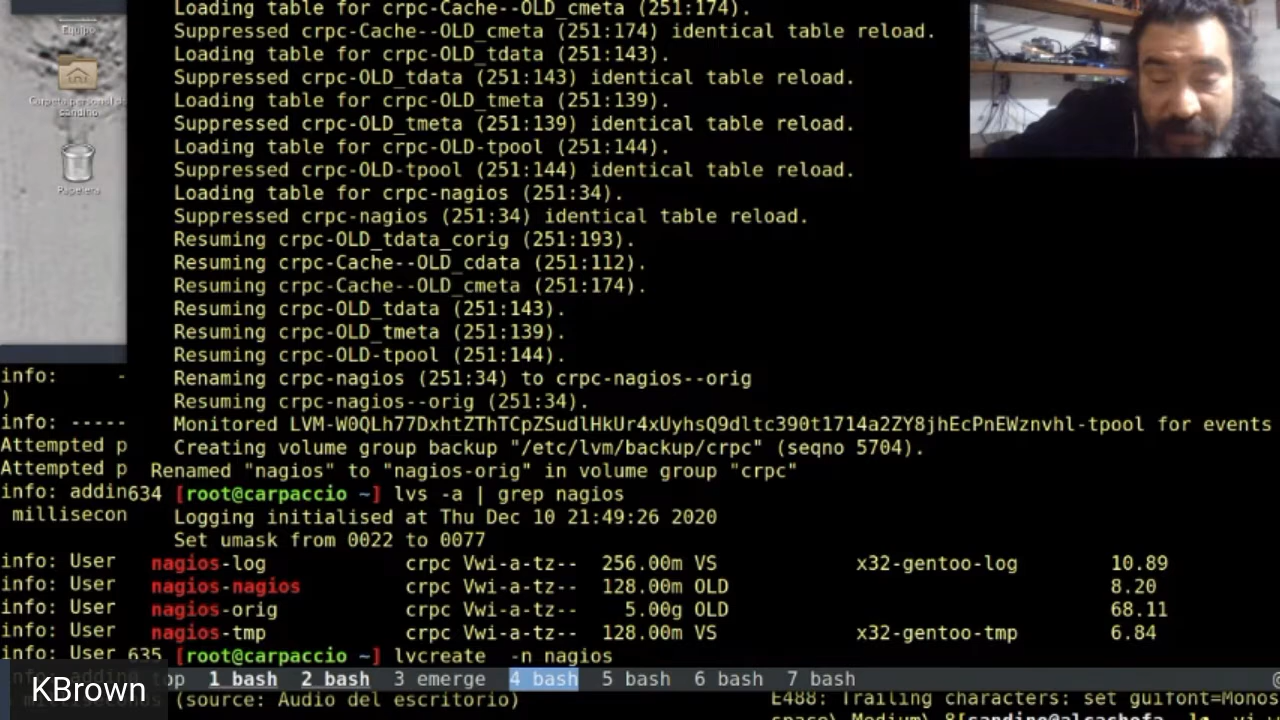 Equipo
Carpeta personal de
sandino
Papelera
Loading table for crpc-Cache--OLD_cmeta (251:174).
Suppressed crpc-Cache--OLD_cmeta (251:174) identical table reload.
Loading table for crpc-OLD_tdata (251:143).
Suppressed crpc-OLD_tdata (251:143) identical table reload.
Loading table for crpc-OLD_tmeta (251:139).
Suppressed crpc-OLD_tmeta (251:139) identical table reload.
Loading table for crpc-OLD-tpool (251:144).
Suppressed crpc-OLD-tpool (251:144) identical table reload.
Loading table for crpc-nagios (251:34).
Suppressed crpc-nagios (251:34) identical table reload.
Resuming crpc-OLD_tdata_corig (251:193).
Resuming crpc-Cache--OLD_cdata (251:112).
Resuming crpc-Cache--OLD_cmeta (251:174).
Resuming crpc-OLD_tdata (251:143).
Resuming crpc-OLD_tmeta (251:139).
Resuming crpc-OLD-tpool (251:144).
info: - Renaming crpc-nagios (251:34) to crpc-nagios--orig
) Resuming crpc-nagios--orig (251:34).
info: ----- Monitored LVM-W0QLh77DxhtZThTCpZSudlHkUr4xUyhsQ9dltc390t1714a2ZY8jhEcPnEWznvhl-tpool for events
Attempted p Creating volume group backup "/etc/lvm/backup/crpc" (seqno 5704).
Attempted p Renamed "nagios" to "nagios-orig" in volume group "crpc"
info: addin634 [root@carpaccio ~] lvs -a | grep nagios
millisecon Logging initialised at Thu Dec 10 21:49:26 2020
Set umask from 0022 to 0077
info: User nagios-log crpc Vwi-a-tz-- 256.00m VS x32-gentoo-log 10.89
info: User nagios-nagios crpc Vwi-a-tz-- 128.00m OLD 8.20
info: User nagios-orig crpc Vwi-a-tz-- 5.00g OLD 68.11
info: User nagios-tmp crpc Vwi-a-tz-- 128.00m VS x32-gentoo-tmp 6.84
info: User 635 [root@carpaccio ~] lvcreate -n nagios
op 1 bash 2 bash 3 emerge 4 bash 5 bash 6 bash 7 bash
KBrown
(source: Audio del escritorio) E488: Trailing characters: set guifont=Monos